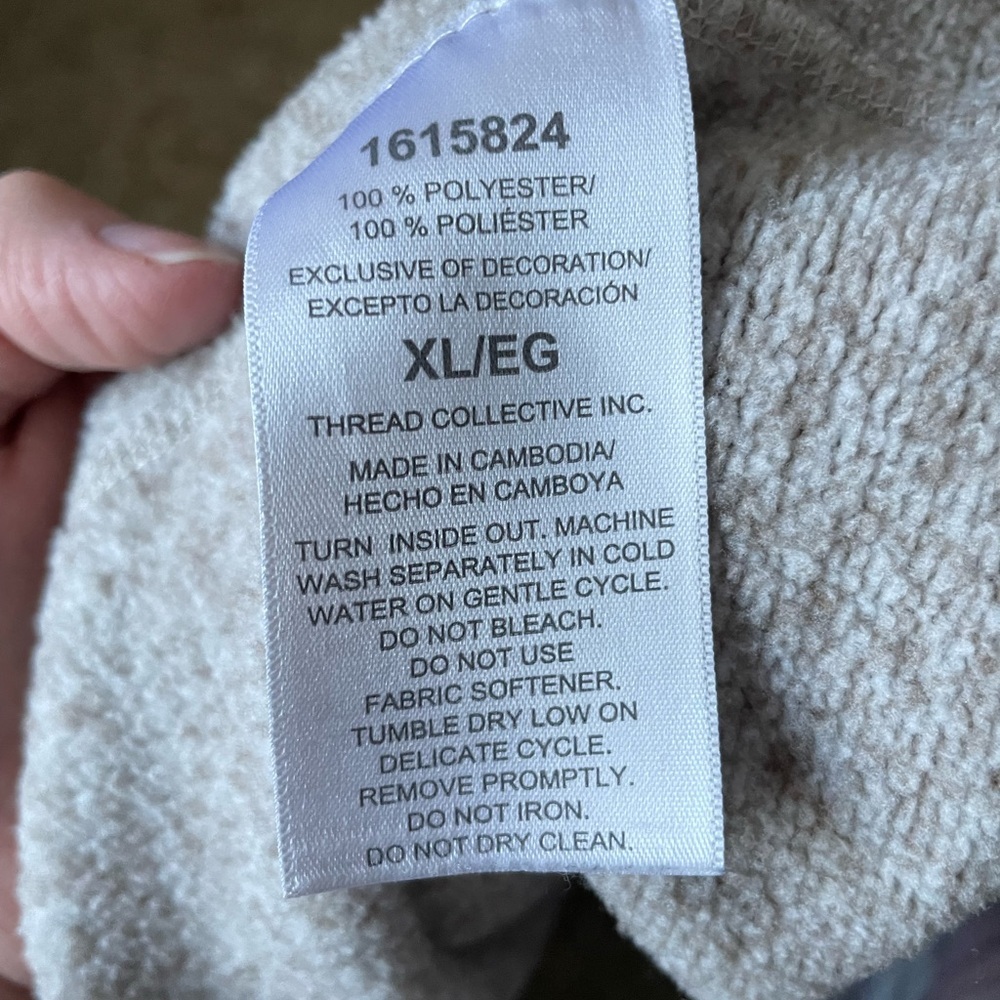 1615824
100 % POLYESTER/
100 % POLIÉSTER
EXCLUSIVE OF DECORATION/
EXCEPTO LA DECORACIÓN
XL/EG
THREAD COLLECTIVE INC.
MADE IN CAMBODIA/
HECHO EN CAMBOYA
TURN INSIDE OUT. MACHINE
WASH SEPARATELY IN COLD
WATER ON GENTLE CYCLE.
DO NOT BLEACH.
DO NOT USE
FABRIC SOFTENER.
TUMBLE DRY LOW ON
DELICATE CYCLE.
REMOVE PROMPTLY.
DO NOT IRON.
DO NOT DRY CLEAN.